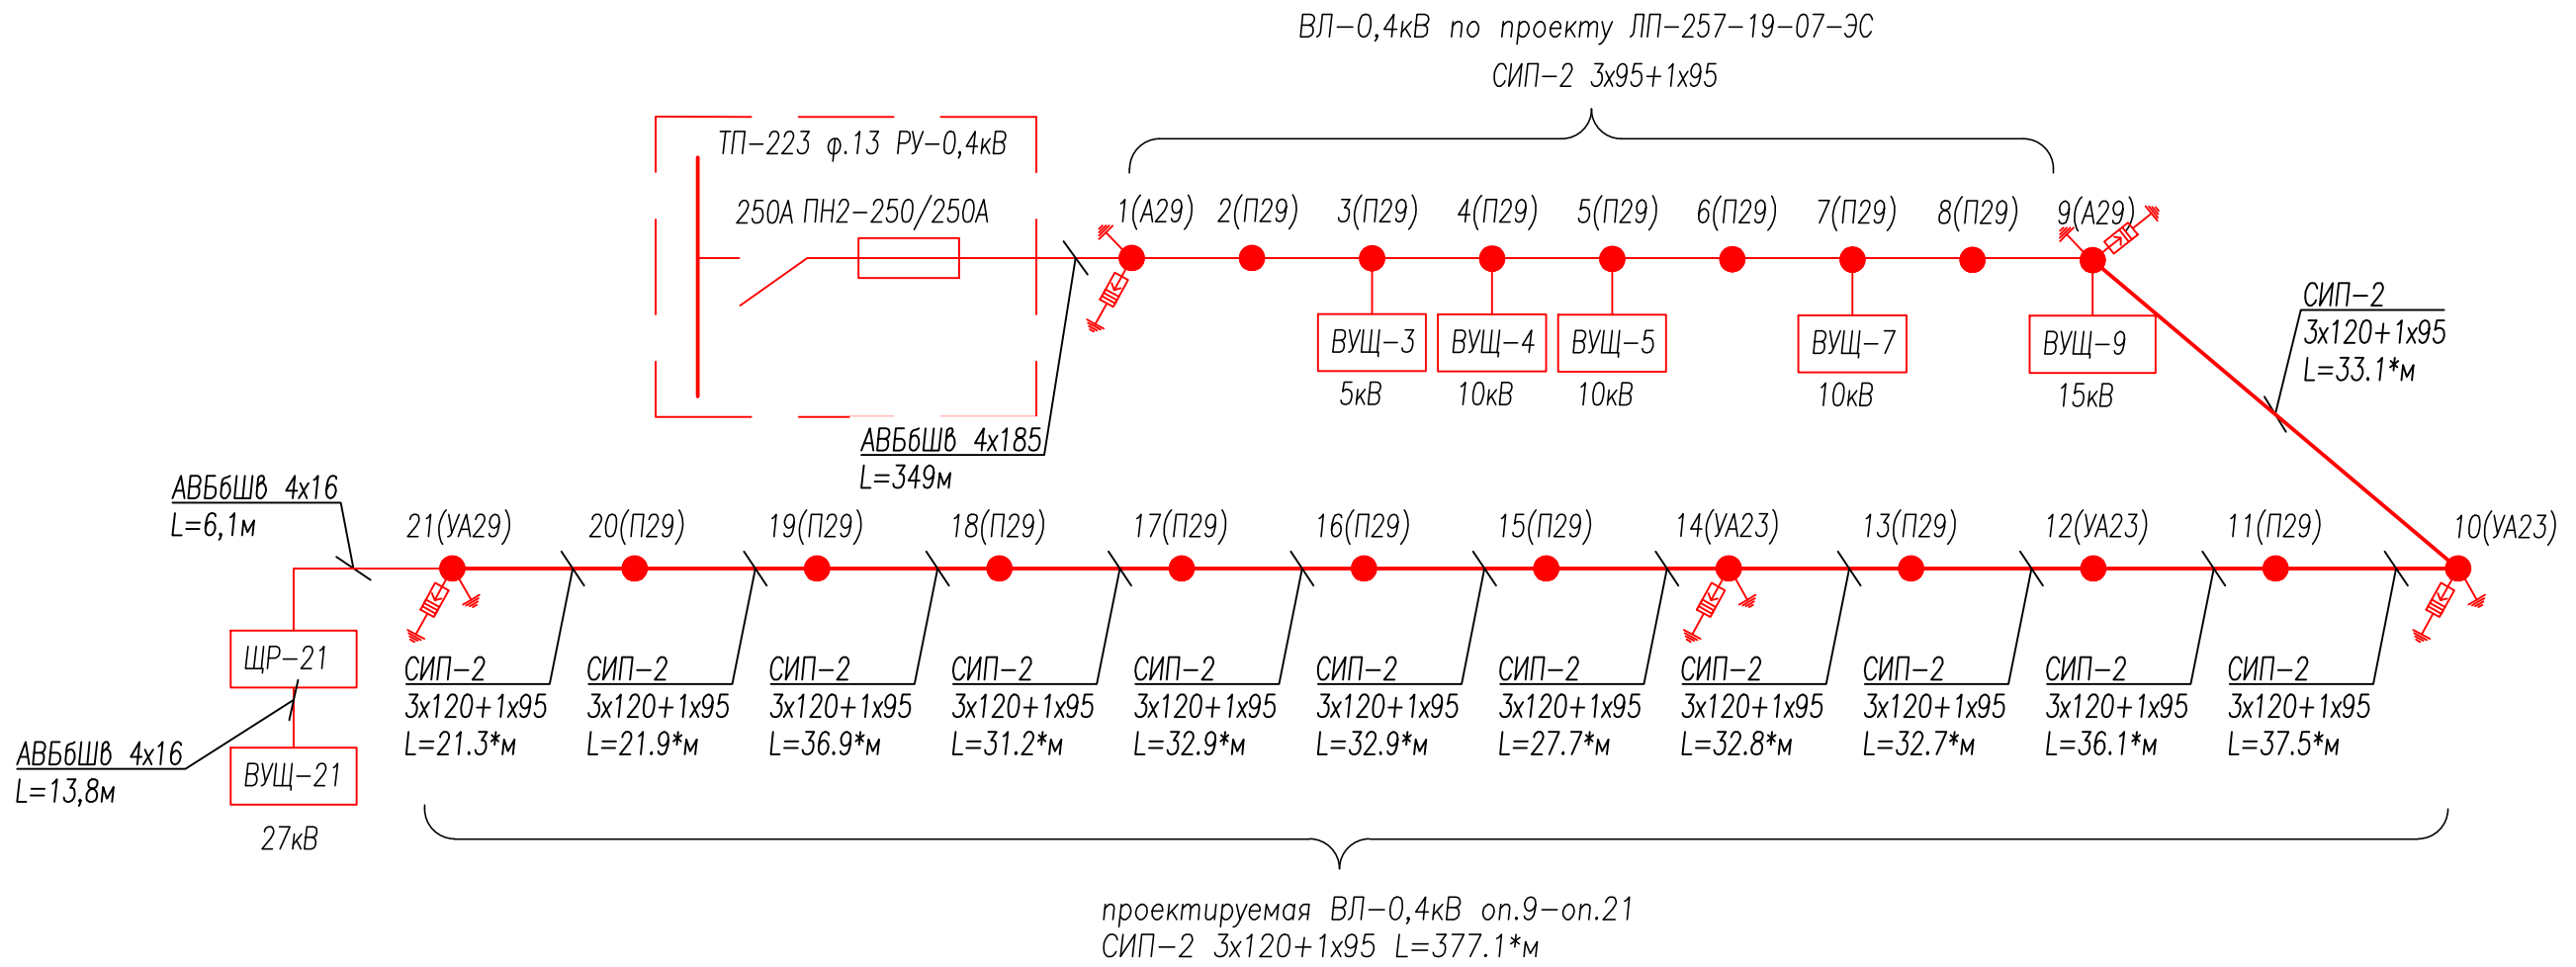 ВЛ-0,4кВ по проекту ЛП-257-19-07-ЭС
СИП-2 3х95+1х95
ТП-223 ф.13 РУ-0,4кВ
250А ПН2-250/250А
1(А29)
2(П29)
3(П29)
4(П29)
5(П29)
6(П29)
7(П29)
8(П29)
9(А29)
ВУЩ-3
5кВ
ВУЩ-4
10кВ
ВУЩ-5
10кВ
ВУЩ-7
10кВ
ВУЩ-9
15кВ
СИП-2
3х120+1х95
L=33.1*м
АВБбШв 4х185
L=349м
АВБбШв 4х16
L=6,1м
21(УА29)
20(П29)
19(П29)
18(П29)
17(П29)
16(П29)
15(П29)
14(УА23)
13(П29)
12(УА23)
11(П29)
10(УА23)
ЩР-21
АВБбШв 4х16
L=13,8м
ВУЩ-21
27кВ
СИП-2
3х120+1х95
L=21.3*м
СИП-2
3х120+1х95
L=21.9*м
СИП-2
3х120+1х95
L=36.9*м
СИП-2
3х120+1х95
L=31.2*м
СИП-2
3х120+1х95
L=32.9*м
СИП-2
3х120+1х95
L=32.9*м
СИП-2
3х120+1х95
L=27.7*м
СИП-2
3х120+1х95
L=32.8*м
СИП-2
3х120+1х95
L=32.7*м
СИП-2
3х120+1х95
L=36.1*м
СИП-2
3х120+1х95
L=37.5*м
проектируемая ВЛ-0,4кВ оп.9-оп.21
СИП-2 3х120+1х95 L=377.1*м